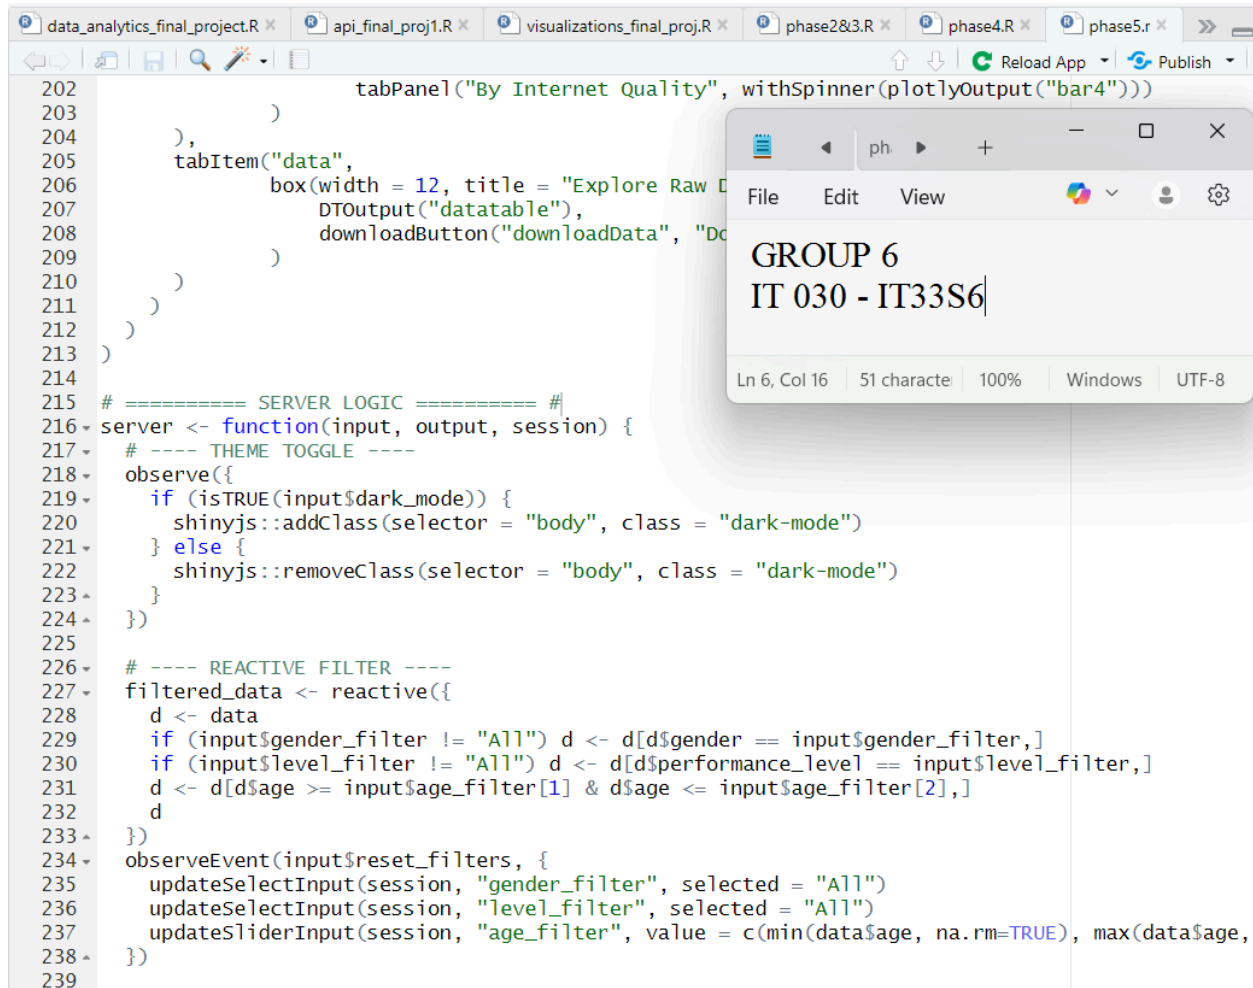 data_analytics_final_project.R
api_final_proj1.R
visualizations_final_proj.R
phase2&3.R
phase4.R
phase5.r
Reload App
Publish
202 tabPanel("By Internet Quality", withSpinner(plotlyOutput("bar4")))
203 )
204 ),
205 tabItem("data",
206 box(width = 12, title = "Explore Raw D
207 DTOutput("datatable"),
208 downloadButton("downloadData", "Do
209 )
210 )
211 )
212 )
213 )
214
215 # ========== SERVER LOGIC ========== #
216 server <- function(input, output, session) {
217 # ---- THEME TOGGLE ----
218 observe({
219 if (isTRUE(input$dark_mode)) {
220 shinyjs::addClass(selector = "body", class = "dark-mode")
221 } else {
222 shinyjs::removeClass(selector = "body", class = "dark-mode")
223 }
224 })
225
226 # ---- REACTIVE FILTER ----
227 filtered_data <- reactive({
228 d <- data
229 if (input$gender_filter != "All") d <- d[d$gender == input$gender_filter,]
230 if (input$level_filter != "All") d <- d[d$performance_level == input$level_filter,]
231 d <- d[d$age >= input$age_filter[1] & d$age <= input$age_filter[2],]
232 d
233 })
234 observeEvent(input$reset_filters, {
235 updateSelectInput(session, "gender_filter", selected = "All")
236 updateSelectInput(session, "level_filter", selected = "All")
237 updateSliderInput(session, "age_filter", value = c(min(data$age, na.rm=TRUE), max(data$age,
238 })
239
ph
File Edit View
GROUP 6
IT 030 - IT33S6
Ln 6, Col 16 51 characte 100% Windows UTF-8